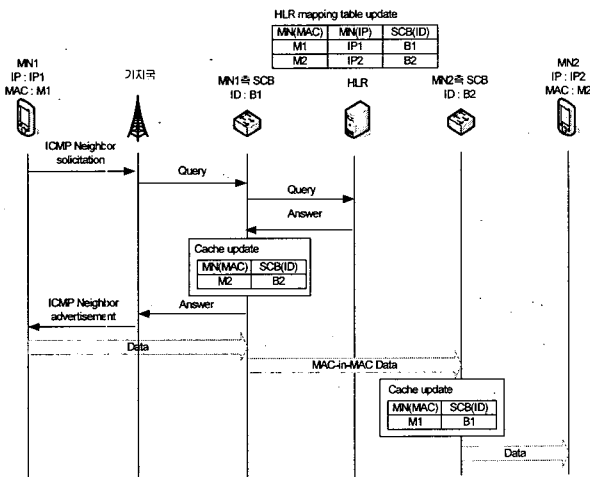 HLR mapping table update
MN(MAC) MN(IP) SCB(ID)
M1 IP1 B1
M2 IP2 B2
MN1
IP : IP1
MAC : M1
기지국
MN1측 SCB
ID : B1
HLR
MN2측 SCB
ID : B2
MN2
IP : IP2
MAC : M2
ICMP Neighbor
solicitation
Query
Query
Answer
Cache update
MN(MAC) SCB(ID)
M2 B2
ICMP Neighbor
advertisement
Answer
Data
MAC-in-MAC Data
Cache update
MN(MAC) SCB(ID)
M1 B1
Data